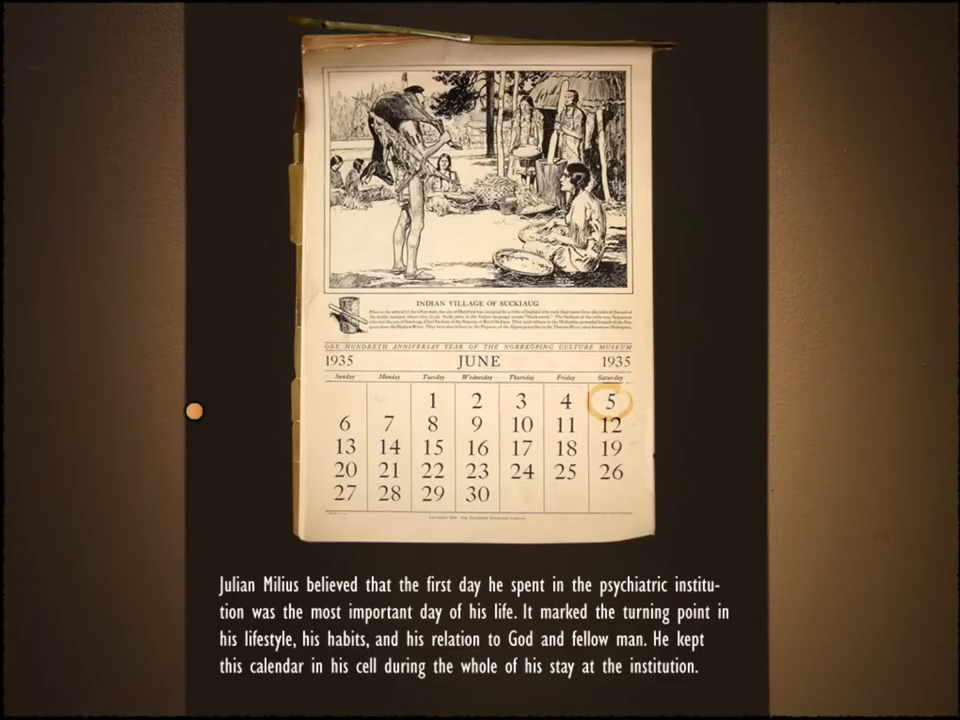 INDIAN VILLAGE OF SUCKIAUG
ONE HUNDRETH ANNIVERSAY YEAR OF THE NORRKÖPING CULTURE MUSEUM
1935 JUNE 1935
Sunday Monday Tuesday Wednesday Thursday Friday Saturday
1 2 3 4 5
6 7 8 9 10 11 12
13 14 15 16 17 18 19
20 21 22 23 24 25 26
27 28 29 30
Julian Milius believed that the first day he spent in the psychiatric institu-
tion was the most important day of his life. It marked the turning point in
his lifestyle, his habits, and his relation to God and fellow man. He kept
this calendar in his cell during the whole of his stay at the institution.